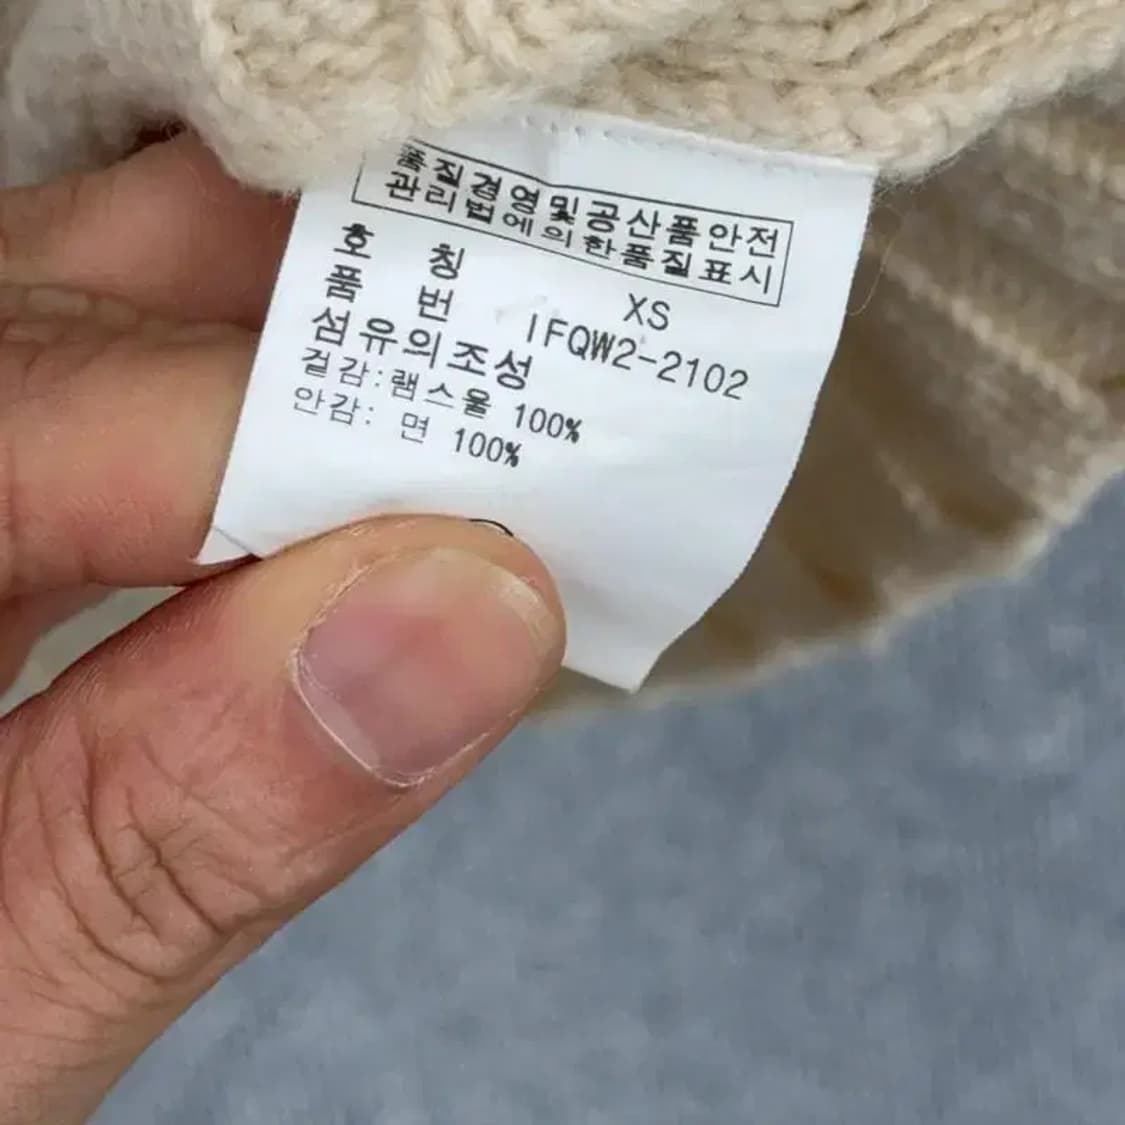 품질경영및공산품안전
관리법에의한품질표시
호 칭 XS
품 번 IFQW2-2102
섬유의조성
겉감:램스울 100%
안감: 면 100%